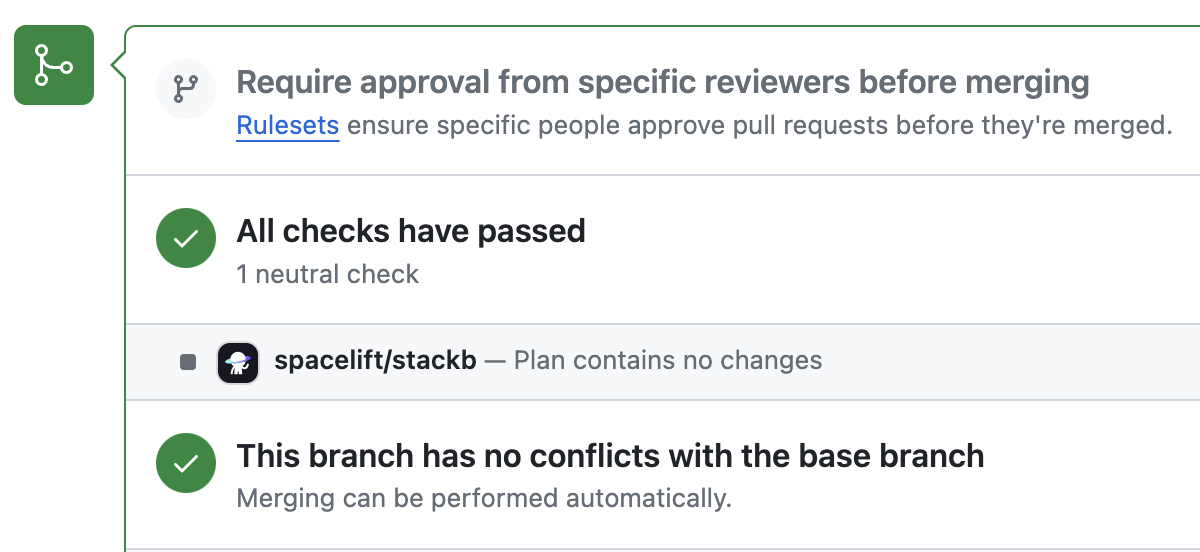 Require approval from specific reviewers before merging
Rulesets ensure specific people approve pull requests before they're merged.
All checks have passed
1 neutral check
spacelift/stackb — Plan contains no changes
This branch has no conflicts with the base branch
Merging can be performed automatically.